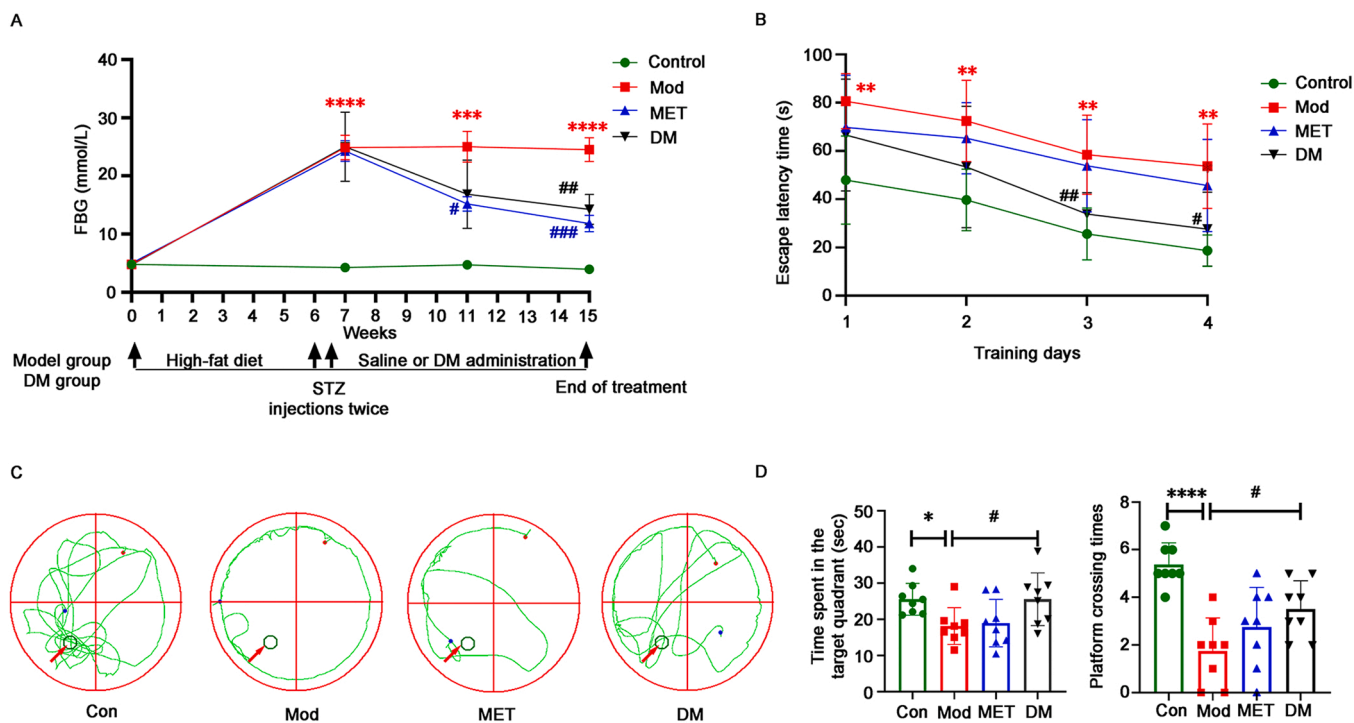 A
FBG (mmol/L)
40
30
20
10
0
****
***
****
##
#
###
Control
Mod
MET
DM
0 1 2 3 4 5 6 7 8 9 10 11 12 13 14 15
Weeks
Model group
DM group
High-fat diet
Saline or DM administration
STZ
injections twice
End of treatment
B
Escape latency time (s)
100
80
60
40
20
0
**
**
**
**
##
#
Control
Mod
MET
DM
1 2 3 4
Training days
C
Con
Mod
MET
DM
D
Time spent in the
target quadrant (sec)
50
40
30
20
10
0
*
#
Con Mod MET DM
Platform crossing times
8
6
4
2
0
****
#
Con Mod MET DM